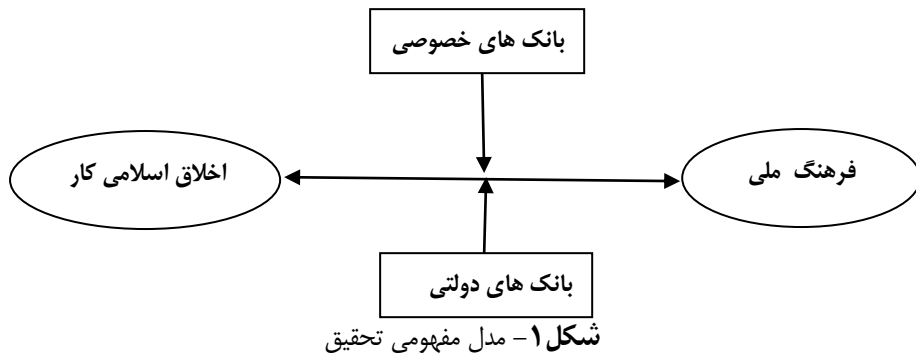 بانک های خصوصی
فرهنگ ملی
اخلاق اسلامی کار
بانک های دولتی
شکل۱- مدل مفهومی تحقیق